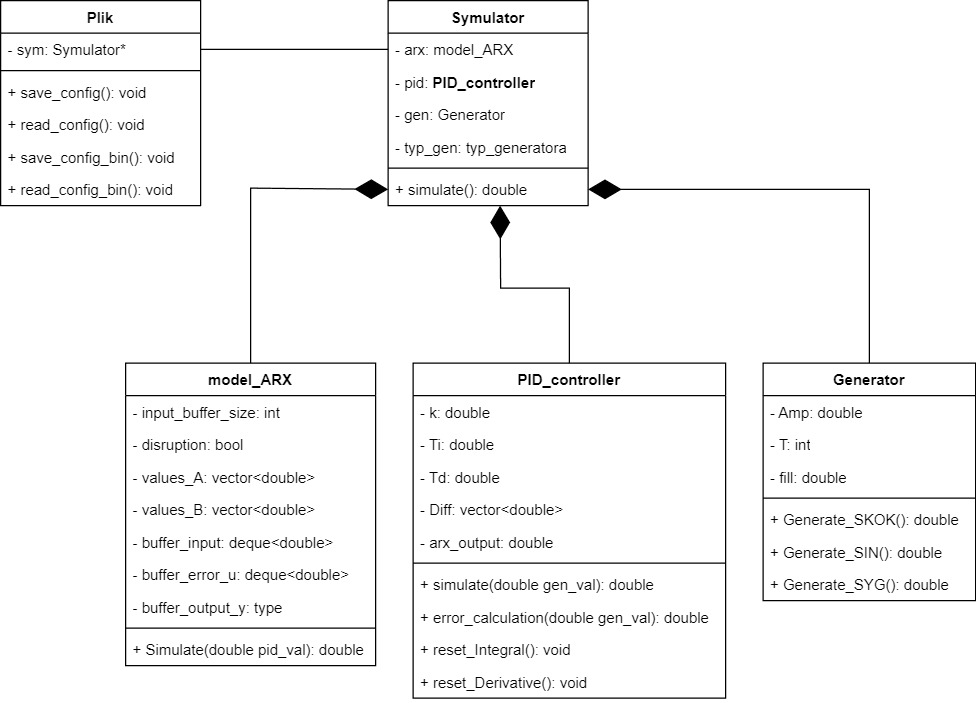 Plik
- sym: Symulator*
+ save_config(): void
+ read_config(): void
+ save_config_bin(): void
+ read_config_bin(): void
Symulator
- arx: model_ARX
- pid: PID_controller
- gen: Generator
- typ_gen: typ_generatora
+ simulate(): double
model_ARX
- input_buffer_size: int
- disruption: bool
- values_A: vector<double>
- values_B: vector<double>
- buffer_input: deque<double>
- buffer_error_u: deque<double>
- buffer_output_y: type
+ Simulate(double pid_val): double
PID_controller
- k: double
- Ti: double
- Td: double
- Diff: vector<double>
- arx_output: double
+ simulate(double gen_val): double
+ error_calculation(double gen_val): double
+ reset_Integral(): void
+ reset_Derivative(): void
Generator
- Amp: double
- T: int
- fill: double
+ Generate_SKOK(): double
+ Generate_SIN(): double
+ Generate_SYG(): double